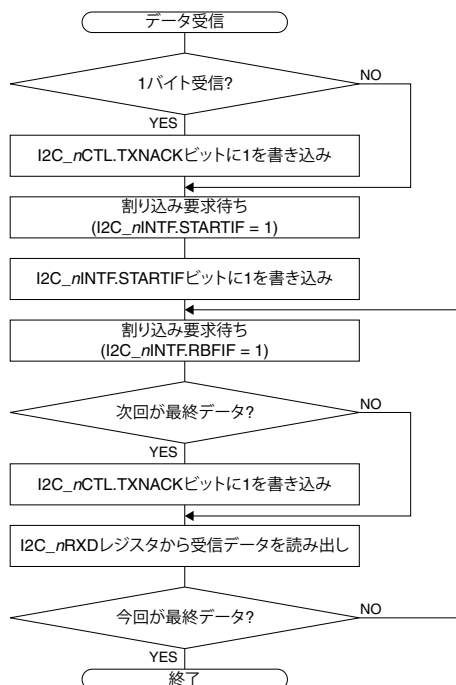 データ受信
1バイト受信?
NO
YES
I2C_nCTL.TXNACKビットに1を書き込み
割り込み要求待ち
(I2C_nINTF.STARTIF = 1)
I2C_nINTF.STARTIFビットに1を書き込み
割り込み要求待ち
(I2C_nINTF.RBFIF = 1)
次回が最終データ?
NO
YES
I2C_nCTL.TXNACKビットに1を書き込み
I2C_nRXDレジスタから受信データを読み出し
今回が最終データ?
NO
YES
終了